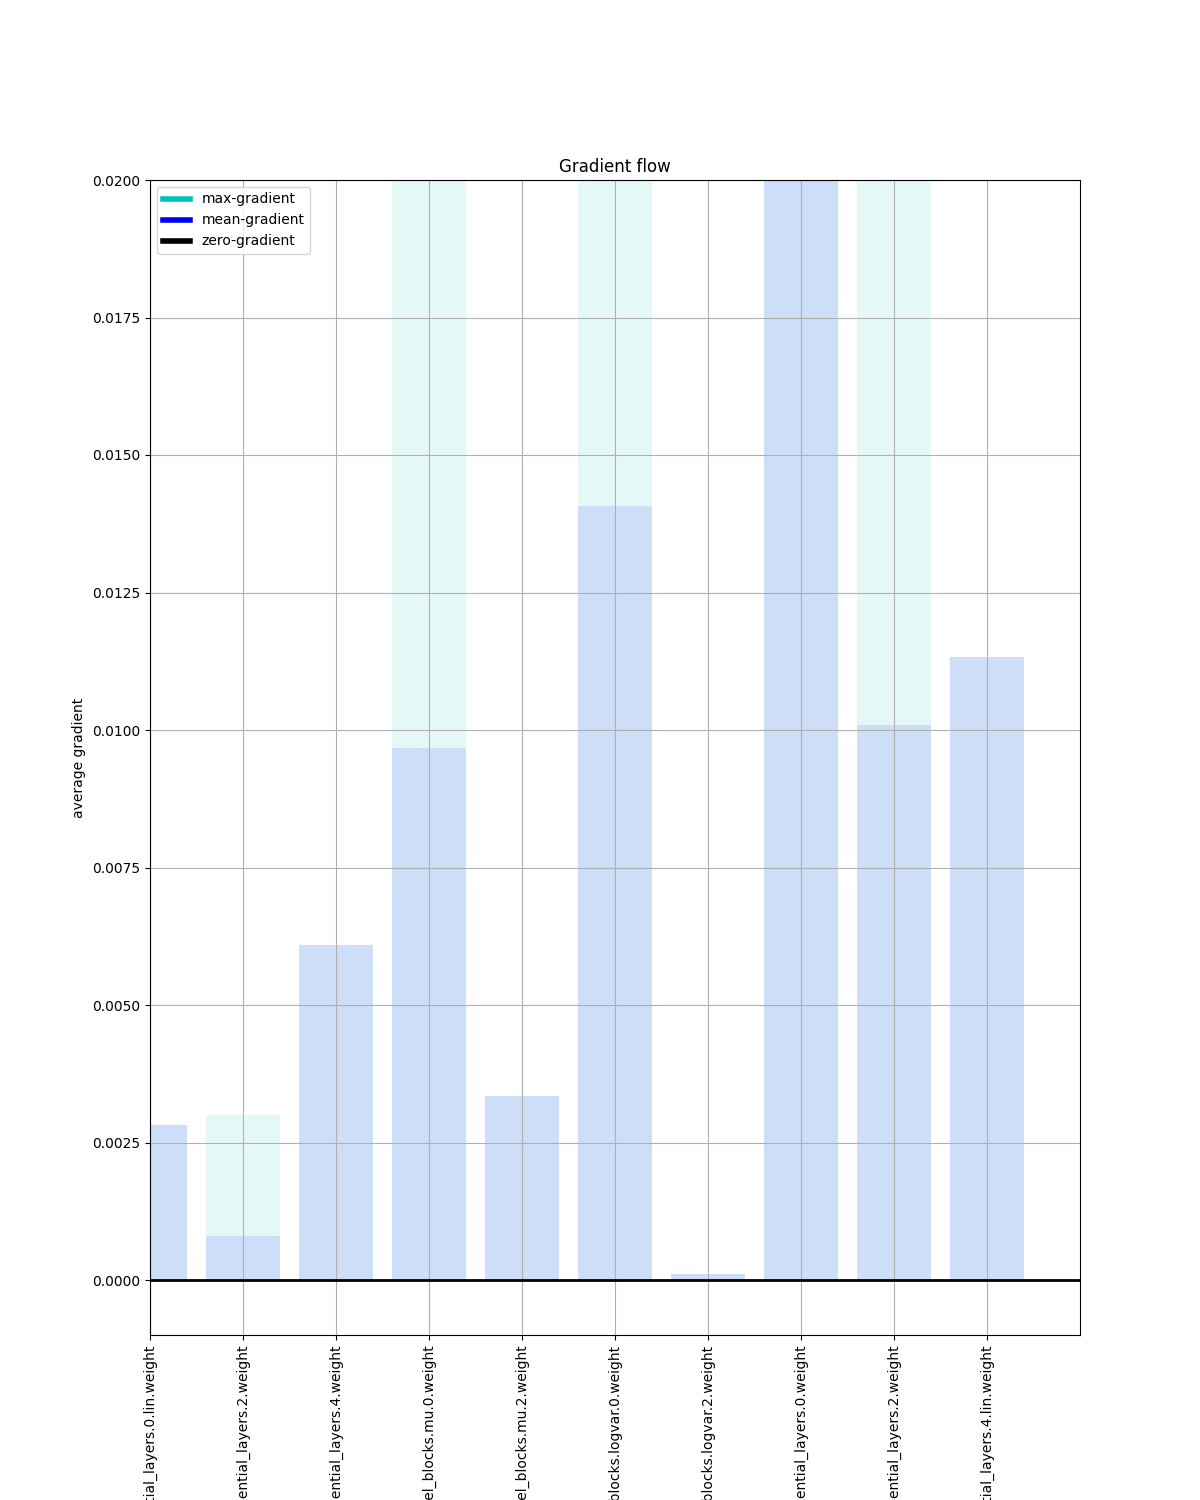 Gradient flow
max-gradient
mean-gradient
zero-gradient
average gradient
0.0200
0.0175
0.0150
0.0125
0.0100
0.0075
0.0050
0.0025
0.0000
tial_layers.0.lin.weight
ential_layers.2.weight
ential_layers.4.weight
el_blocks.mu.0.weight
el_blocks.mu.2.weight
blocks.logvar.0.weight
blocks.logvar.2.weight
ential_layers.0.weight
ential_layers.2.weight
tial_layers.4.lin.weight